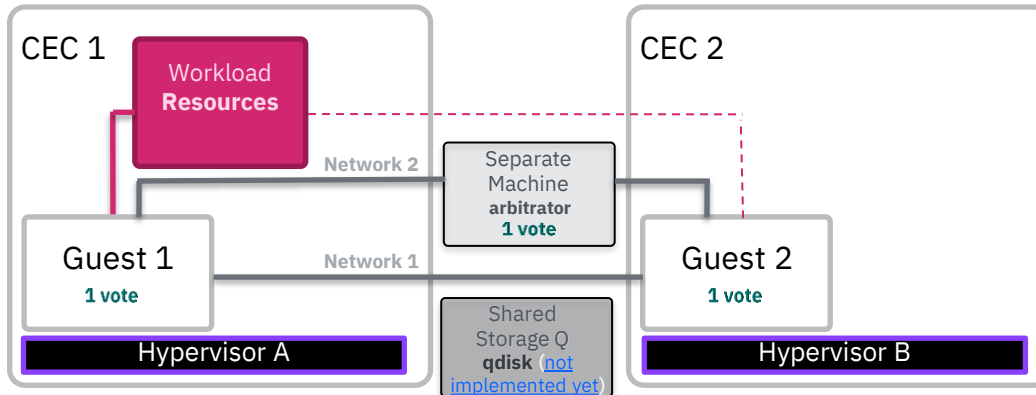 CEC 1
CEC 2
Workload
Resources
Network 2
Separate
Machine
arbitrator
1 vote
Guest 1
1 vote
Network 1
Guest 2
1 vote
Shared
Storage Q
qdisk (not
implemented yet)
Hypervisor A
Hypervisor B